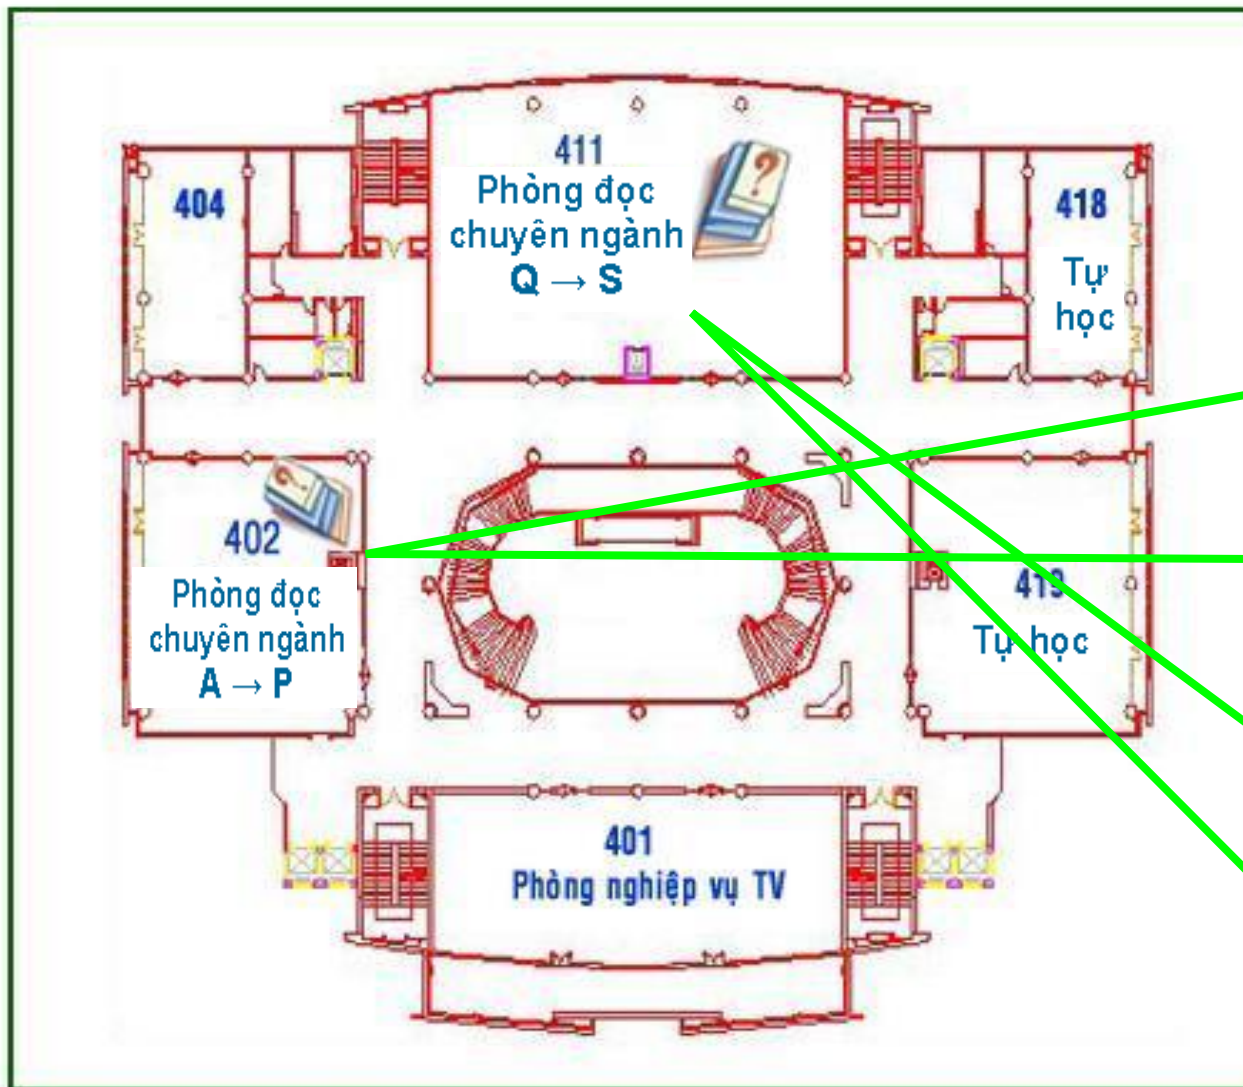 411
Phòng đọc
chuyên ngành
Q → S
404
418
Tự
học
402
Phòng đọc
chuyên ngành
A → P
419
Tự học
401
Phòng nghiệp vụ TV